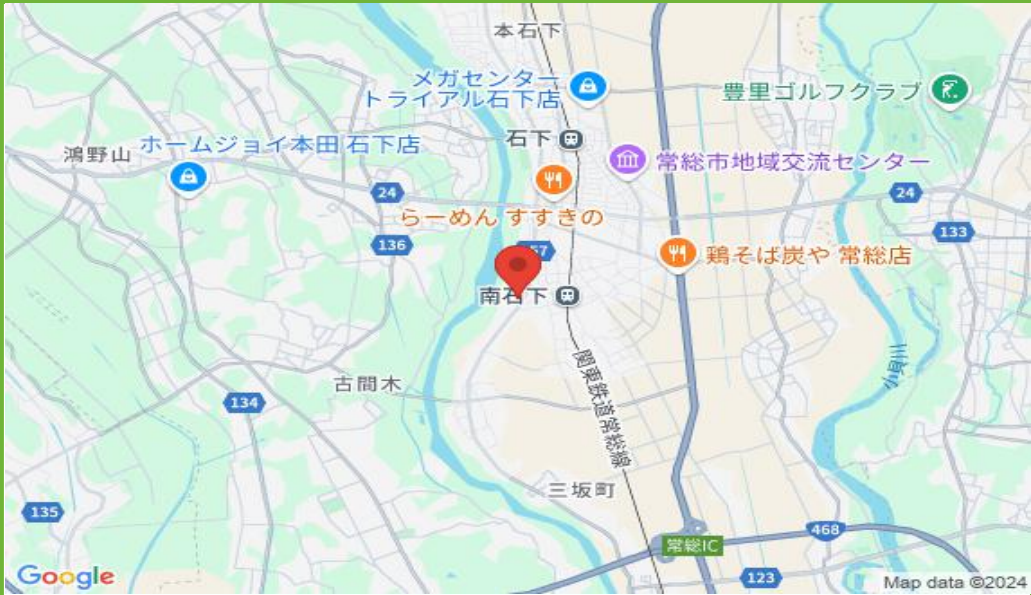 本石下
メガセンター
トライアル石下店
豊里ゴルフクラブ
石下
ホームジョイ本田 石下店
鴻野山
常総市地域交流センター
24
24
らーめん すすきの
133
136
57
鶏そば炭や 常総店
南石下
関東鉄道常総線
古間木
134
三坂町
135
468
常総IC
123
Google
Map data ©2024